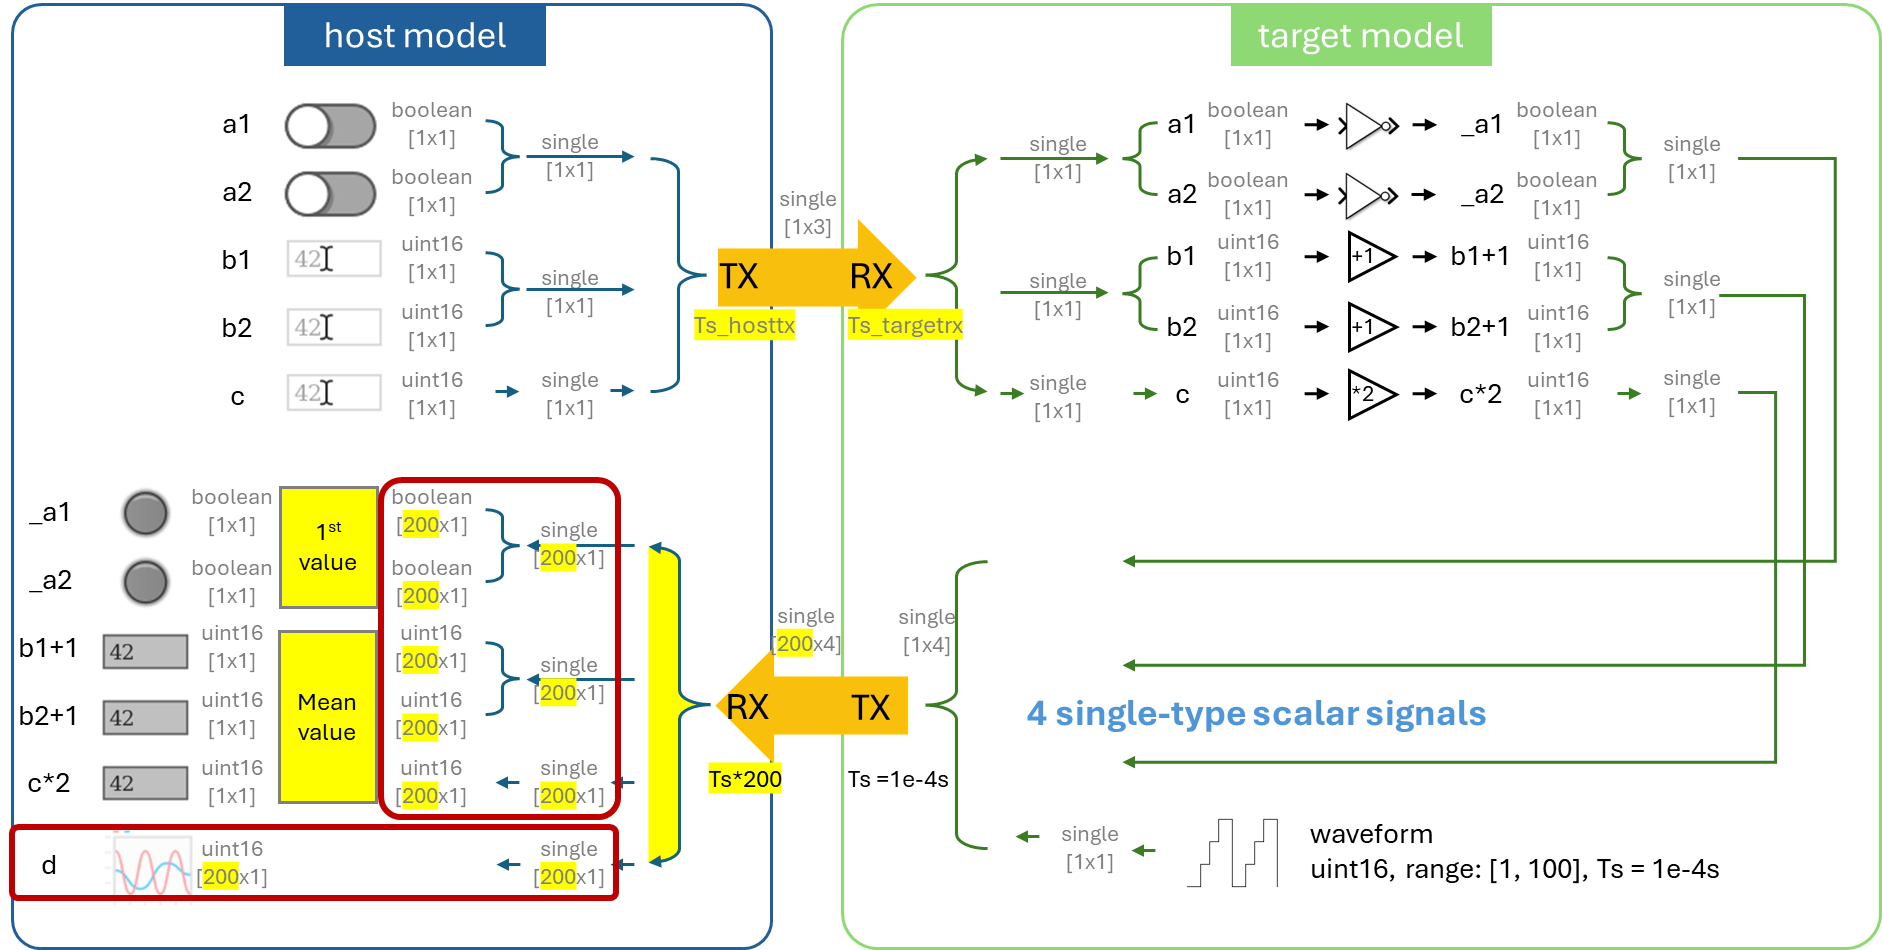 host model
target model
a1
boolean
[1x1]
a2
boolean
[1x1]
single
[1x1]
b1
42
uint16
[1x1]
b2
42
uint16
[1x1]
single
[1x1]
c
42
uint16
[1x1]
single
[1x1]
single
[1x3]
TX
RX
Ts_hosttx
Ts_targetrx
single
[1x1]
a1
boolean
[1x1]
_a1
boolean
[1x1]
a2
boolean
[1x1]
_a2
boolean
[1x1]
single
[1x1]
single
[1x1]
b1
uint16
[1x1]
+1
b1+1
uint16
[1x1]
b2
uint16
[1x1]
+1
b2+1
uint16
[1x1]
single
[1x1]
single
[1x1]
c
uint16
[1x1]
*2
c*2
uint16
[1x1]
single
[1x1]
_a1
boolean
[1x1]
1st
value
boolean
[200x1]
single
[200x1]
_a2
boolean
[1x1]
boolean
[200x1]
b1+1
42
uint16
[1x1]
Mean
value
uint16
[200x1]
single
[200x1]
b2+1
42
uint16
[1x1]
uint16
[200x1]
c*2
42
uint16
[1x1]
uint16
[200x1]
single
[200x1]
d
uint16
[200x1]
single
[200x1]
single
[200x4]
single
[1x4]
RX
TX
Ts*200
Ts =1e-4s
4 single-type scalar signals
single
[1x1]
waveform
uint16, range: [1, 100], Ts = 1e-4s